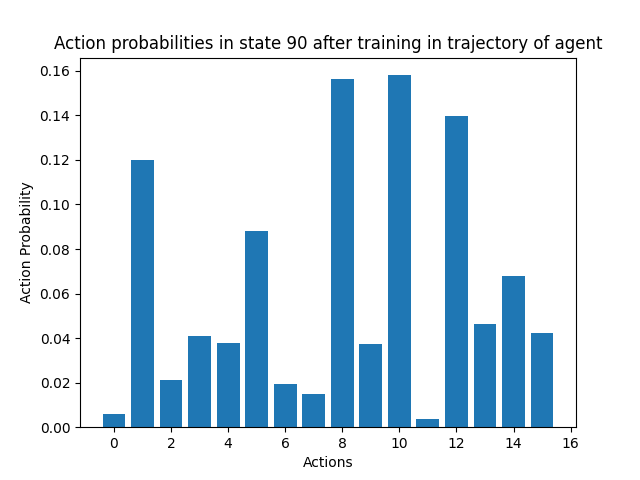 Action probabilities in state 90 after training in trajectory of agent
0.16
0.14
0.12
0.10
0.08
0.06
0.04
0.02
0.00
Action Probability
0 2 4 6 8 10 12 14 16
Actions